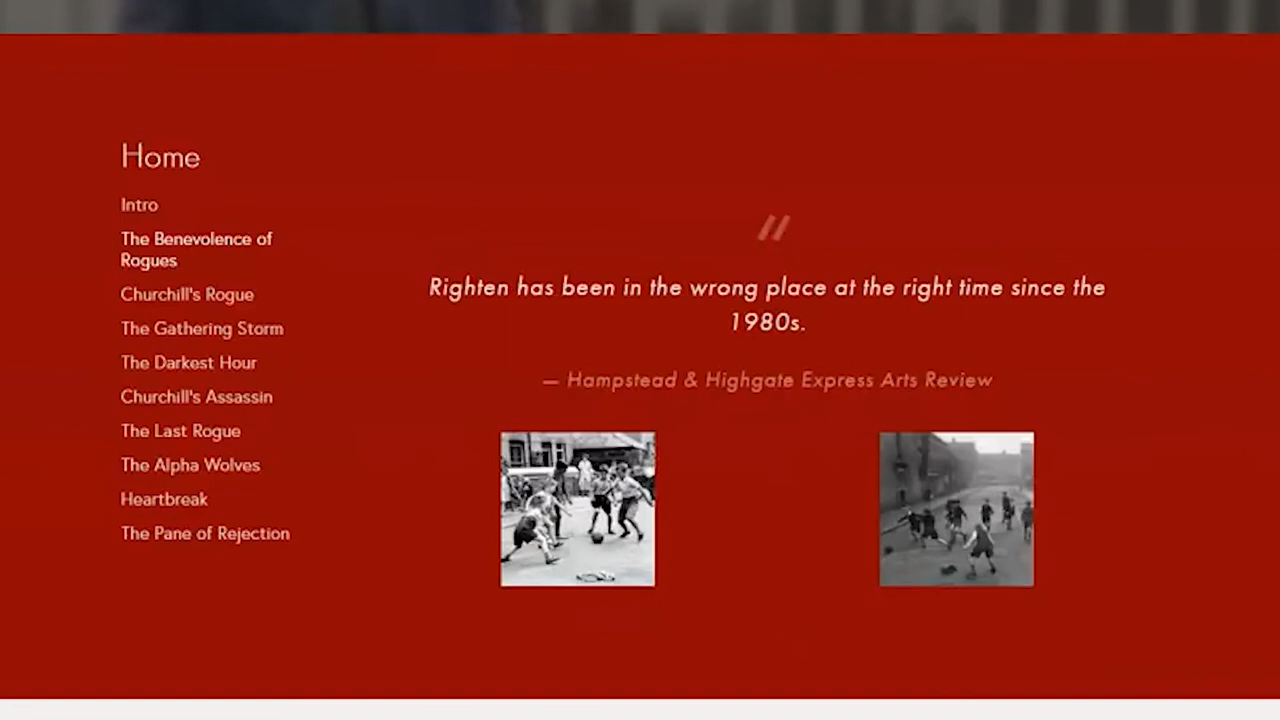 Home
Intro
The Benevolence of
Rogues
Churchill's Rogue
The Gathering Storm
The Darkest Hour
Churchill's Assassin
The Last Rogue
The Alpha Wolves
Heartbreak
The Pane of Rejection
"
Righten has been in the wrong place at the right time since the
1980s.
— Hampstead & Highgate Express Arts Review